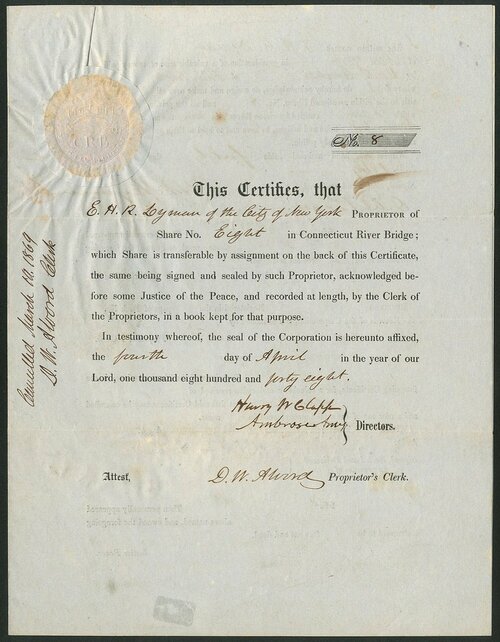 No. 8
This Certifies, that
E. H. R. Lyman of the City of New York PROPRIETOR of
Share No. Eight in Connecticut River Bridge;
which Share is transferable by assignment on the back of this Certificate,
the same being signed and sealed by such Proprietor, acknowledged be-
fore some Justice of the Peace, and recorded at length, by the Clerk of
the Proprietors, in a book kept for that purpose.
In testimony whereof, the seal of the Corporation is hereunto affixed,
the fourth day of April in the year of our
Lord, one thousand eight hundred and forty eight.
Harvey W Clapp
Ambrose
Directors.
Attest, D. W. Alvord Proprietor's Clerk.
Cancelled March 12. 1869
D. W. Alvord Clerk